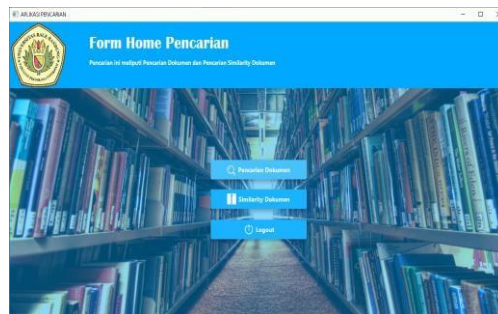 APLIKASI PENCARIAN
Form Home Pencarian
Pencarian ini meliputi Pencarian Dokumen dan Pencarian Similarity Dokumen
Pencarian Dokumen
Similarity Dokumen
Logout